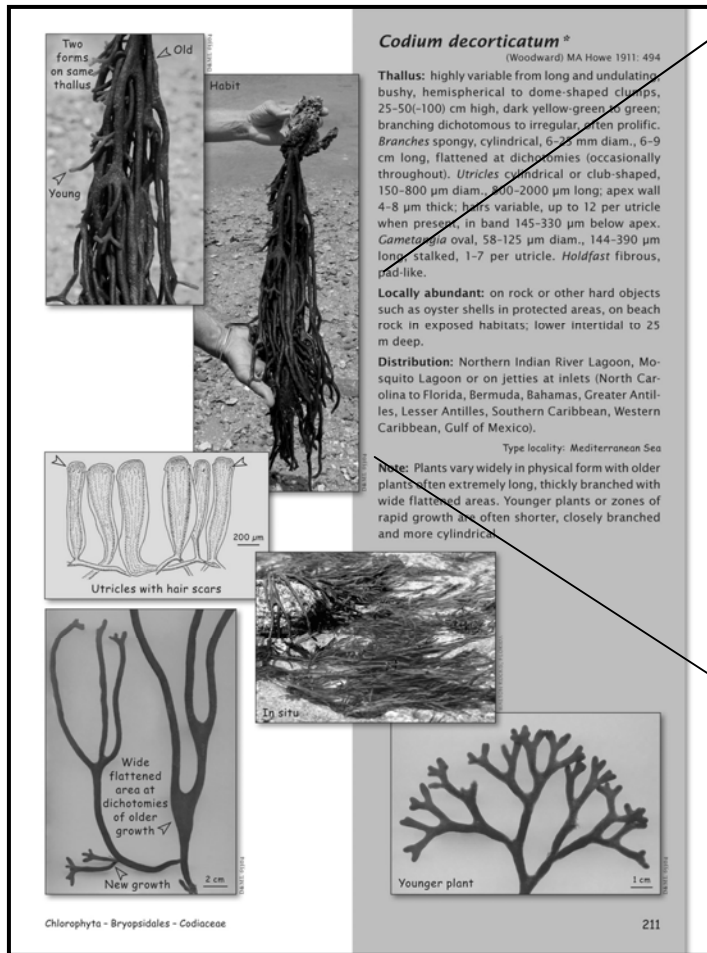 Two
forms
on same
thallus
Old
Young
Habit
Codium decorticatum*
(Woodward) MA Howe 1911: 494
Thallus: highly variable from long and undulating,
bushy, hemispherical to dome-shaped clumps,
25–50(-100) cm high, dark yellow-green to green;
branching dichotomous to irregular, often prolific.
Branches spongy, cylindrical, 6–25 mm diam., 6–9
cm long, flattened at dichotomies (occasionally
throughout). Utricles cylindrical or club-shaped,
150–800 µm diam., 800–2000 µm long; apex wall
4–8 µm thick; hairs variable, up to 12 per utricle
when present, in band 145–330 µm below apex.
Gametangia oval, 58–125 µm diam., 144–390 µm
long, stalked, 1–7 per utricle. Holdfast fibrous,
pad-like.
Locally abundant: on rock or other hard objects
such as oyster shells in protected areas, on beach
rock in exposed habitats; lower intertidal to 25
m deep.
Distribution: Northern Indian River Lagoon, Mo-
squito Lagoon or on jetties at inlets (North Car-
olina to Florida, Bermuda, Bahamas, Greater Antil-
les, Lesser Antilles, Southern Caribbean, Western
Caribbean, Gulf of Mexico).
Type locality: Mediterranean Sea
Note: Plants vary widely in physical form with older
plants often extremely long, thickly branched with
wide flattened areas. Younger plants or zones of
rapid growth are often shorter, closely branched
and more cylindrical.
200 µm
Utricles with hair scars
In situ
Wide
flattened
area at
dichotomies
of older
growth
New growth
2 cm
Younger plant
1 cm
Chlorophyta – Bryopsidales – Codiaceae
211